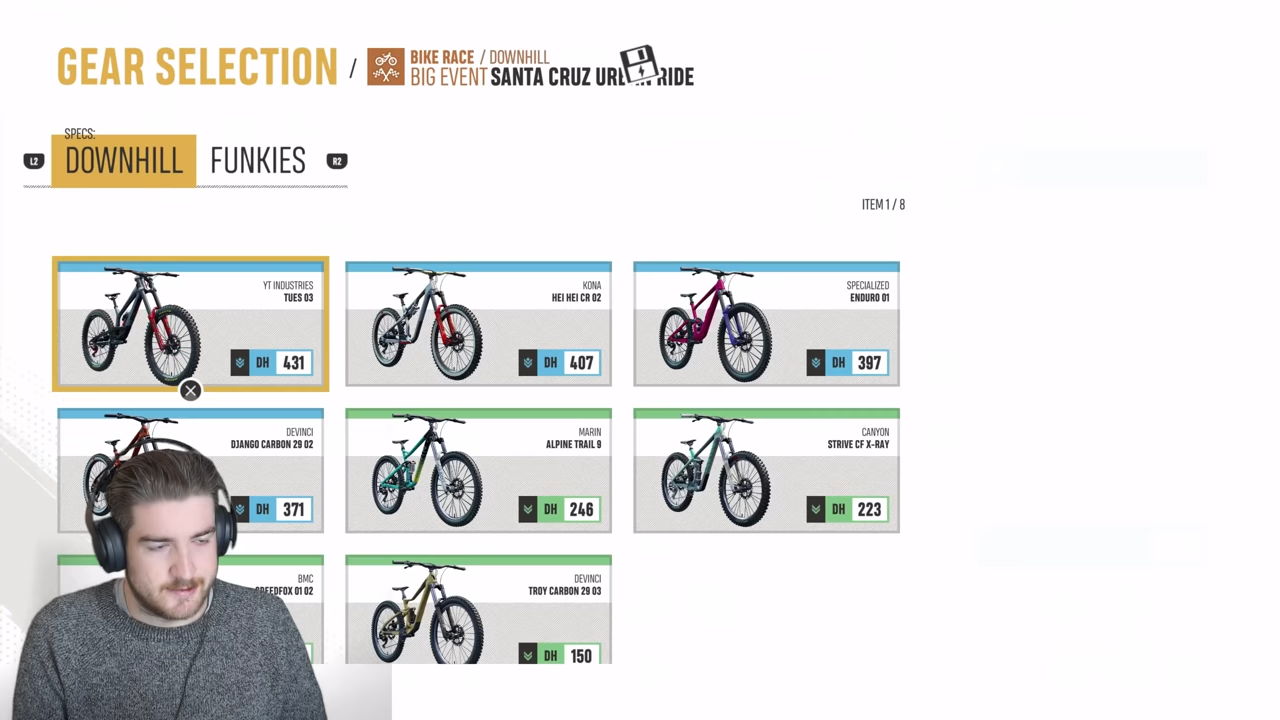 GEAR SELECTION /
BIKE RACE / DOWNHILL
BIG EVENT SANTA CRUZ URBAN RIDE
SPECS:
L2 DOWNHILL FUNKIES R2
ITEM 1 / 8
YT INDUSTRIES
TUES 03
DH 431
KONA
HEI HEI CR 02
DH 407
SPECIALIZED
ENDURO 01
DH 397
DEVINCI
DJANGO CARBON 29 02
DH 371
MARIN
ALPINE TRAIL 9
DH 246
CANYON
STRIVE CF X-RAY
DH 223
BMC
SPEEDFOX 01 02
DEVINCI
TROY CARBON 29 03
DH 150